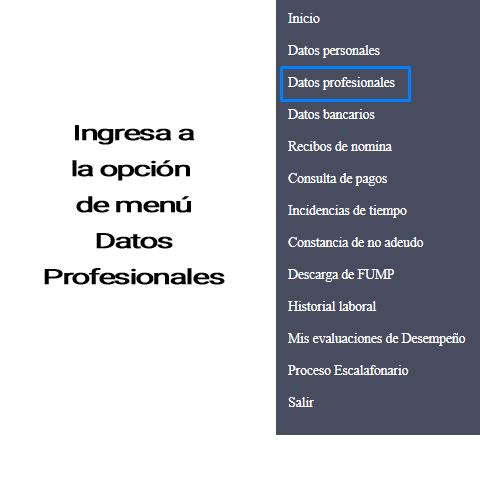 Ingresa a
la opción
de menú
Datos
Profesionales
Inicio
Datos personales
Datos profesionales
Datos bancarios
Recibos de nomina
Consulta de pagos
Incidencias de tiempo
Constancia de no adeudo
Descarga de FUMP
Historial laboral
Mis evaluaciones de Desempeño
Proceso Escalafonario
Salir